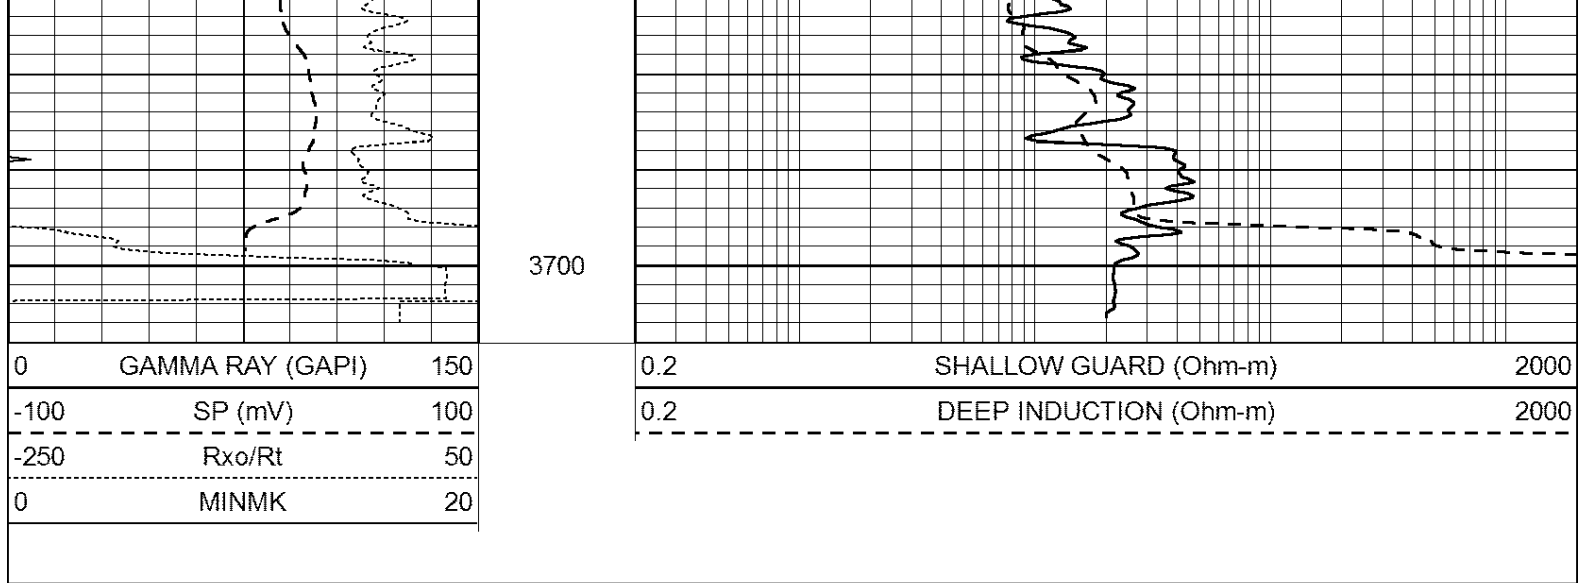 3700
0 GAMMA RAY (GAPI) 150
-100 SP (mV) 100
-250 Rxo/Rt 50
0 MINMK 20
0.2 SHALLOW GUARD (Ohm-m) 2000
0.2 DEEP INDUCTION (Ohm-m) 2000